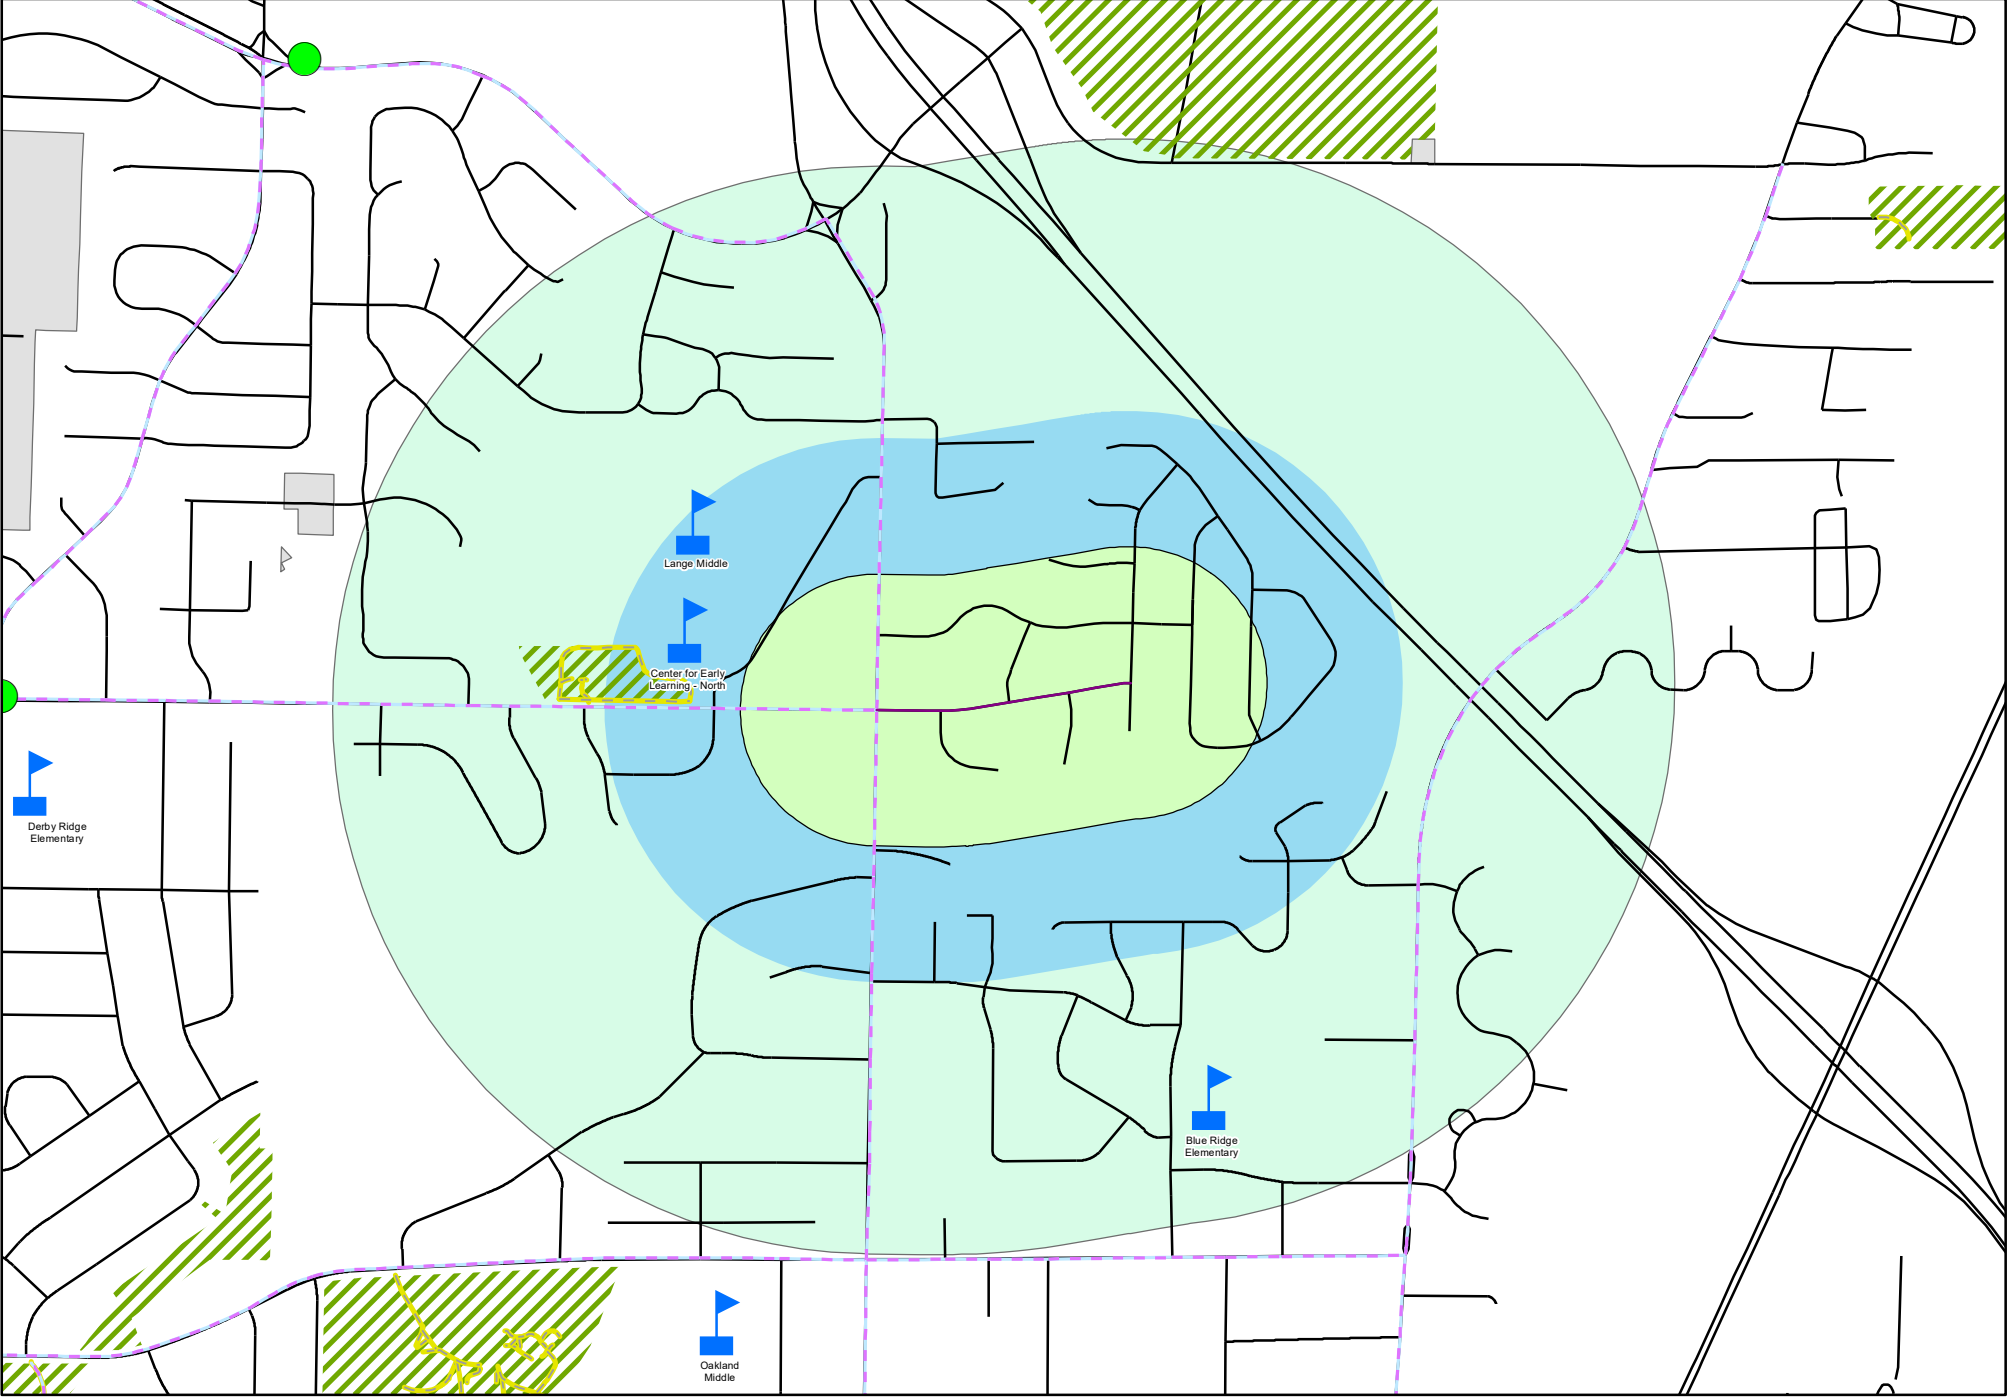 Lange Middle
Center for Early
Learning - North
Derby Ridge
Elementary
Blue Ridge
Elementary
Oakland
Middle